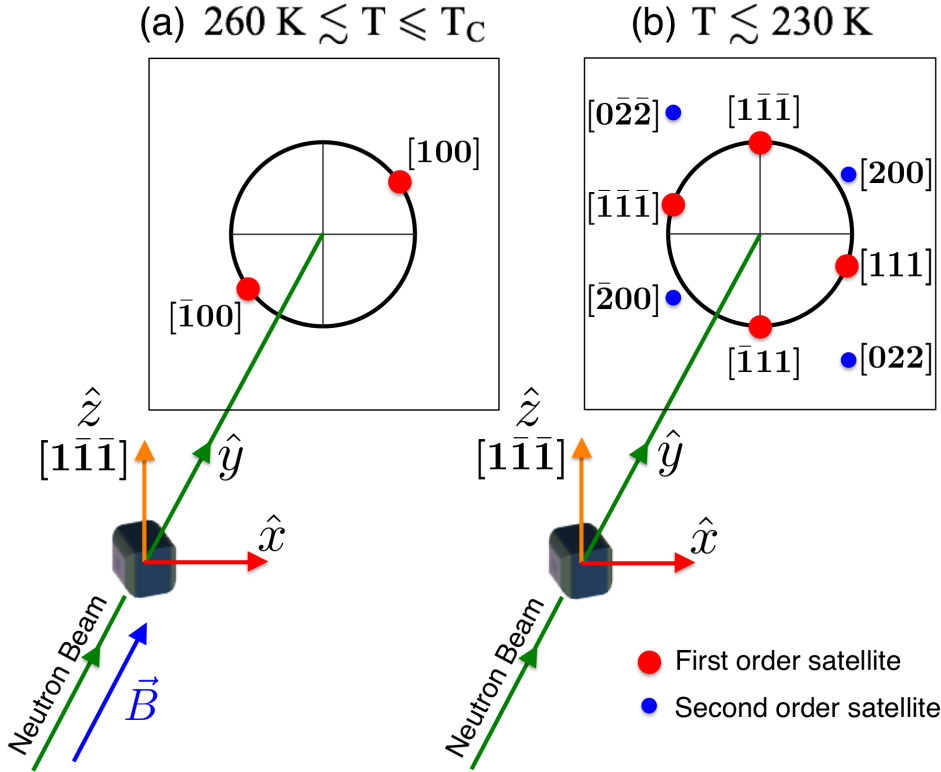 (a) 260 K ≲ T ⩽ T_C
[100]
[1̄00]
ẑ
[11̄1̄]
ŷ
x̂
Neutron Beam
B⃗
(b) T ≲ 230 K
[02̄2̄]
[11̄1̄]
[200]
[1̄1̄1̄]
[111]
[2̄00]
[1̄11]
[022]
ẑ
[11̄1̄]
ŷ
x̂
Neutron Beam
First order satellite
Second order satellite